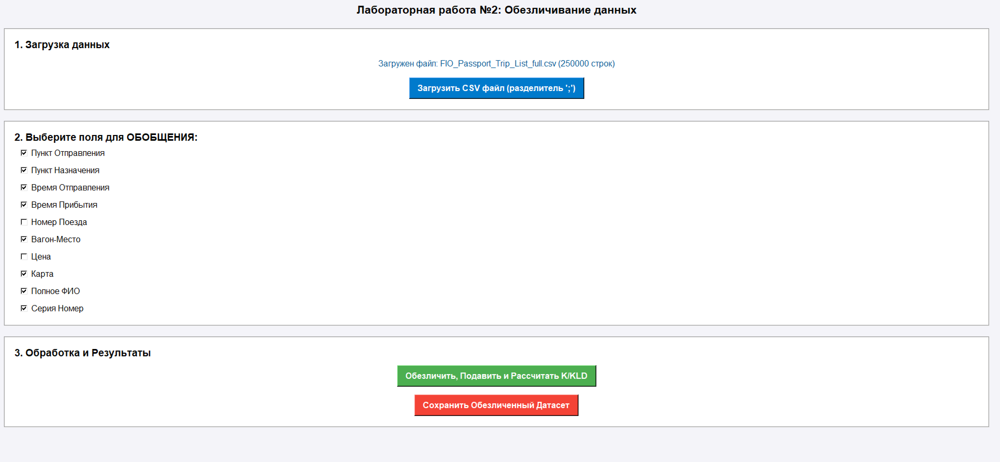 Лабораторная работа №2: Обезличивание данных
1. Загрузка данных
Загружен файл: FIO_Passport_Trip_List_full.csv (250000 строк)
Загрузить CSV файл (разделитель ';')
2. Выберите поля для ОБОБЩЕНИЯ:
Пункт Отправления
Пункт Назначения
Время Отправления
Время Прибытия
Номер Поезда
Вагон-Место
Цена
Карта
Полное ФИО
Серия Номер
3. Обработка и Результаты
Обезличить, Подавить и Рассчитать K/KLD
Сохранить Обезличенный Датасет